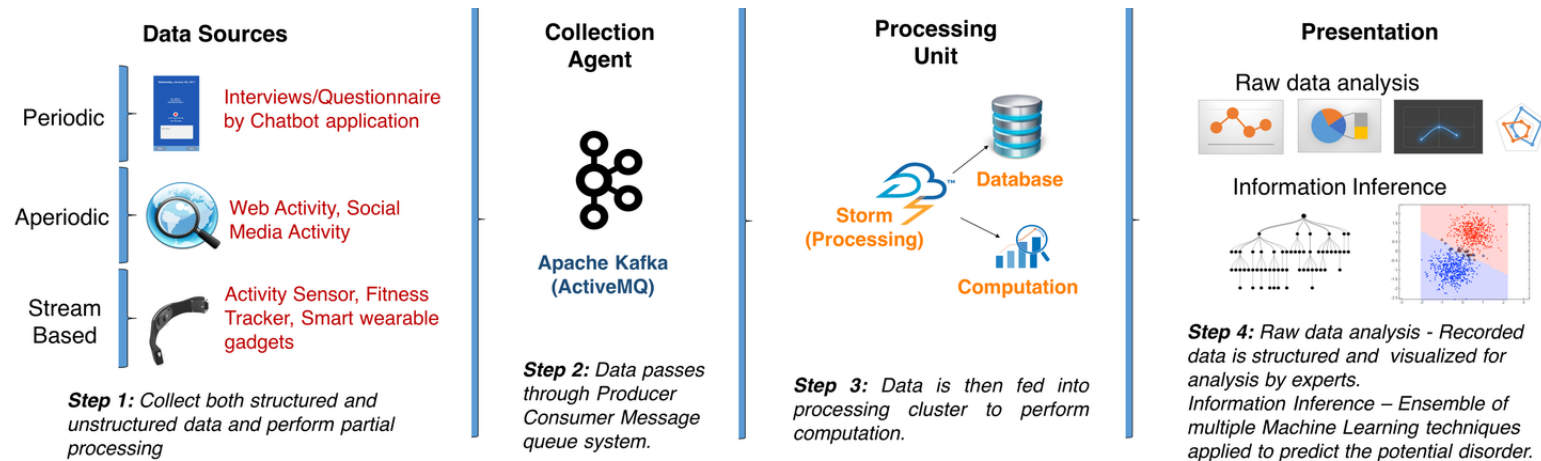 Data Sources
Periodic
Interviews/Questionnaire
by Chatbot application
Aperiodic
Web Activity, Social
Media Activity
Stream
Based
Activity Sensor, Fitness
Tracker, Smart wearable
gadgets
Step 1: Collect both structured and
unstructured data and perform partial
processing
Collection
Agent
Apache Kafka
(ActiveMQ)
Step 2: Data passes
through Producer
Consumer Message
queue system.
Processing
Unit
Database
TM
Storm
(Processing)
Computation
Step 3: Data is then fed into
processing cluster to perform
computation.
Presentation
Raw data analysis
Information Inference
Step 4: Raw data analysis - Recorded
data is structured and visualized for
analysis by experts.
Information Inference – Ensemble of
multiple Machine Learning techniques
applied to predict the potential disorder.